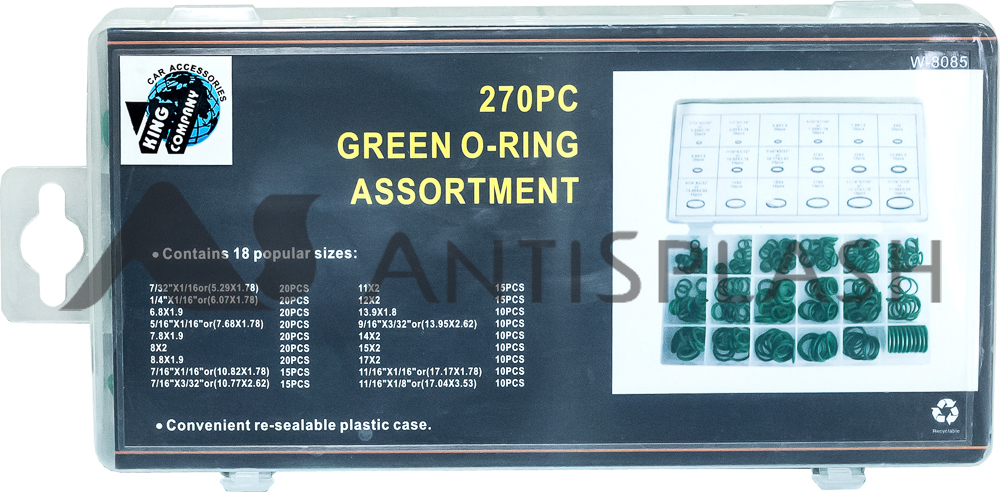 W-8085
CAR ACCESSORIES
KING
COMPANY
270PC
GREEN O-RING
ASSORTMENT
ANTISPLASH
• Contains 18 popular sizes:
7/32"X1/16or(5.29X1.78) 20PCS 11X2 15PCS
1/4"X1/16"or(6.07X1.78) 20PCS 12X2 15PCS
6.8X1.9 20PCS 13.9X1.8 10PCS
5/16"X1/16"or(7.68X1.78) 20PCS 9/16"X3/32"or(13.95X2.62) 10PCS
7.8X1.9 20PCS 14X2 10PCS
8X2 20PCS 15X2 10PCS
8.8X1.9 20PCS 17X2 10PCS
7/16"X1/16"or(10.82X1.78) 15PCS 11/16"X1/16"or(17.17X1.78) 10PCS
7/16"X3/32"or(10.77X2.62) 15PCS 11/16"X1/8"or(17.04X3.53) 10PCS
• Convenient re-sealable plastic case.
Recyclable